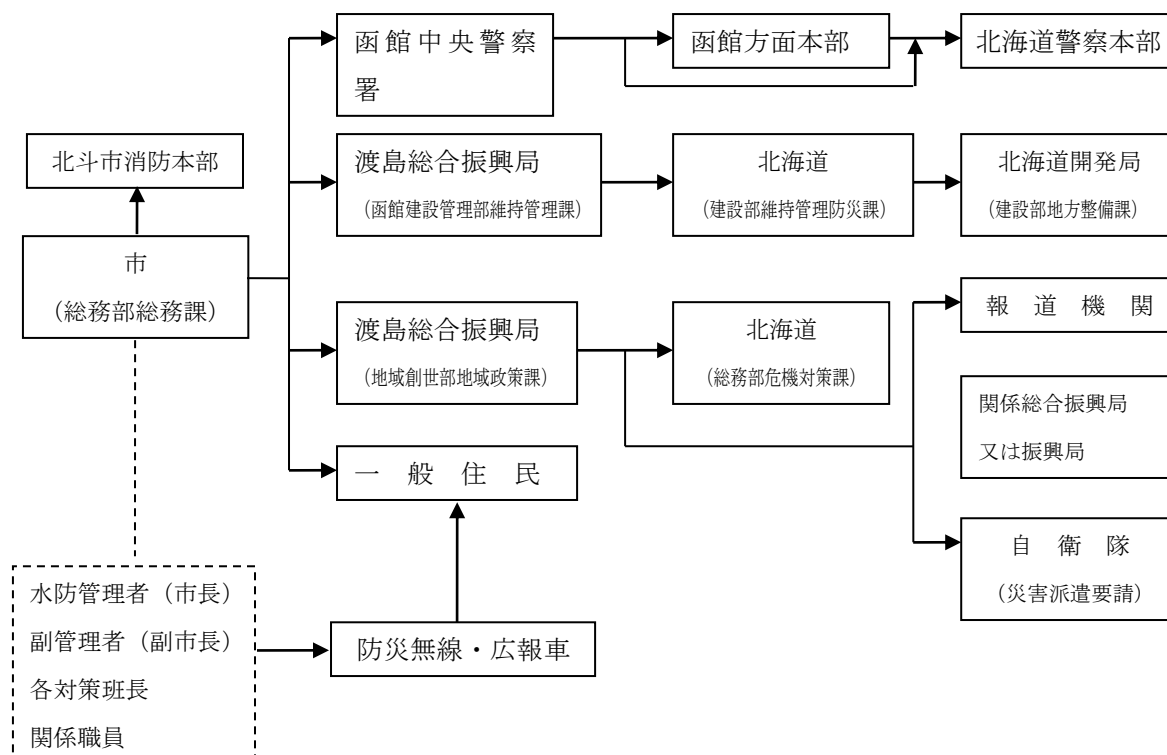 函館中央警察
署
函館方面本部
北海道警察本部
北斗市消防本部
渡島総合振興局
（函館建設管理部維持管理課）
北海道
（建設部維持管理防災課）
北海道開発局
（建設部地方整備課）
市
（総務部総務課）
渡島総合振興局
（地域創世部地域政策課）
北海道
（総務部危機対策課）
報道機関
関係総合振興局
又は振興局
一般住民
自衛隊
（災害派遣要請）
水防管理者（市長）
副管理者（副市長）
各対策班長
関係職員
防災無線・広報車